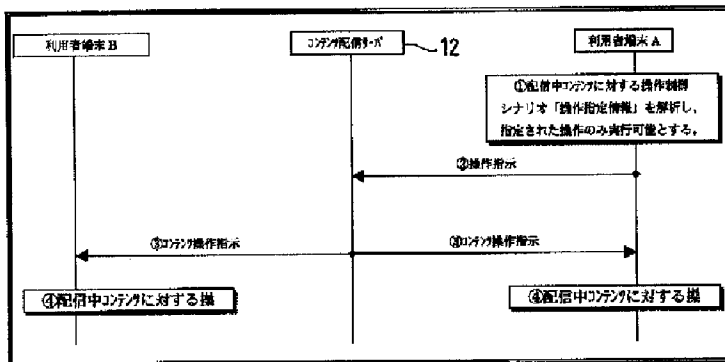 利用者端末B
コンテンツ配信サーバ
12
利用者端末A
①配信中コンテンツに対する操作制御
シナリオ「操作指定情報」を解析し、
指定された操作のみ実行可能とする。
②操作指示
③コンテンツ操作指示
③コンテンツ操作指示
④配信中コンテンツに対する操
④配信中コンテンツに対する操